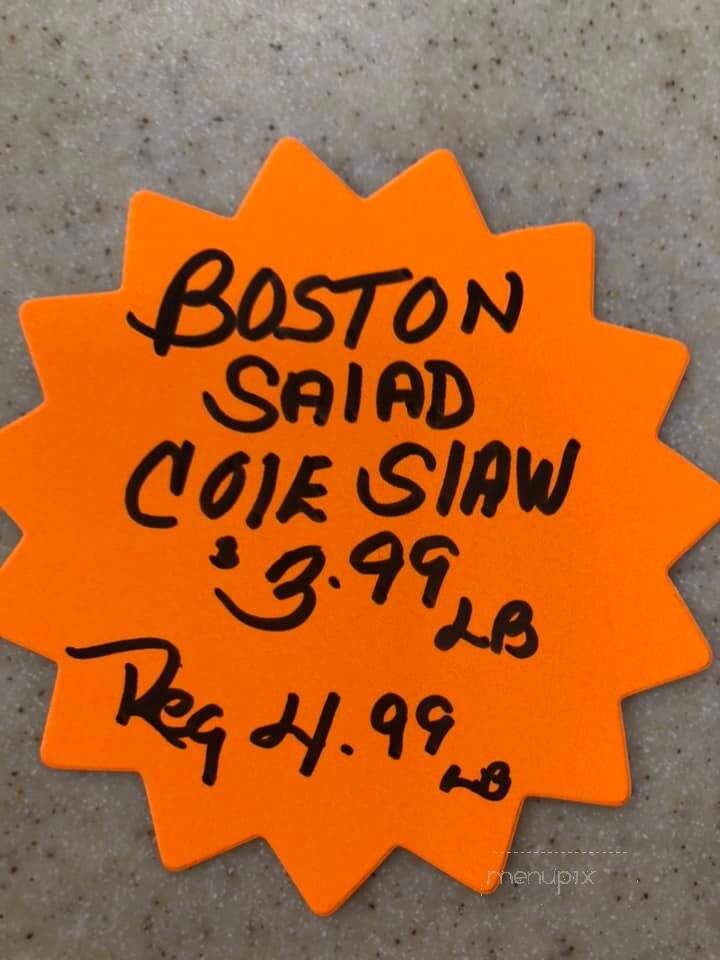 BOSTON
SAlAD
COlE SlAW
$3.99 LB
Reg 4.99 LB
menupix